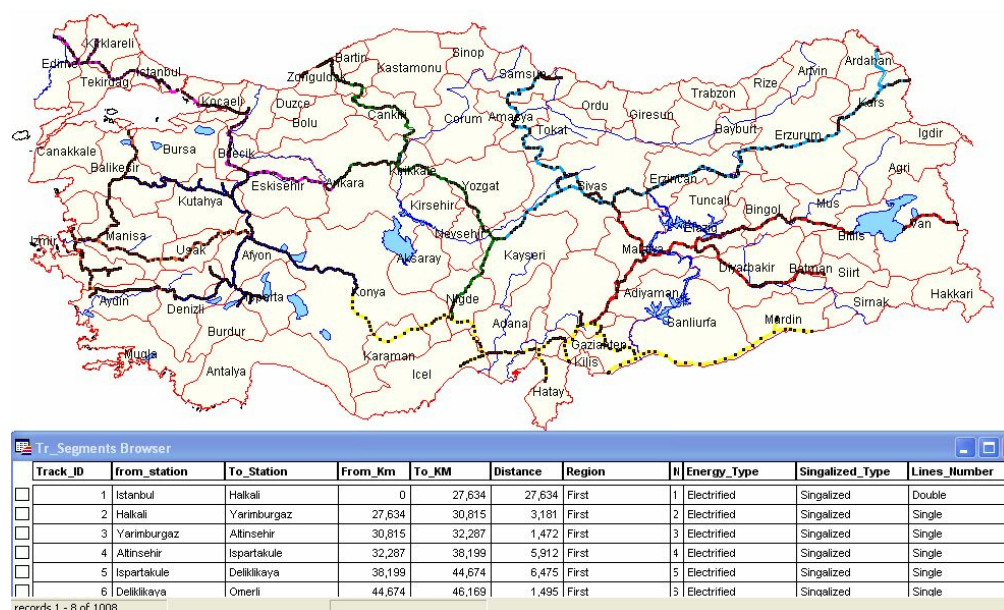 Kirklareli
Edirne
Tekirdag
Istanbul
Kocaeli
Bartin
Zonguldak
Kastamonu
Sinop
Samsun
Duzce
Bolu
Cankiri
Corum
Amasya
Tokat
Ordu
Giresun
Trabzon
Rize
Artvin
Ardahan
Kars
Bayburt
Erzurum
Igdir
Agri
Canakkale
Balikesir
Bursa
Bilecik
Eskisehir
Ankara
Kirikkale
Yozgat
Sivas
Erzincan
Tuncali
Bingol
Mus
Kutahya
Kirsehir
Nevsehir
Kayseri
Malatya
Elazig
Bitlis
Van
Izmir
Manisa
Usak
Afyon
Aksaray
Diyarbakir
Batman
Siirt
Sirnak
Hakkari
Aydin
Denizli
Isparta
Konya
Nigde
Adana
Adiyaman
Sanliurfa
Mardin
Burdur
Mugla
Antalya
Karaman
Icel
Gaziantep
Kilis
Hatay
Tr_Segments Browser
Track_ID from_station To_Station From_Km To_KM Distance Region N Energy_Type Singalized_Type Lines_Number
1 Istanbul Halkali 0 27,634 27,634 First 1 Electrified Singalized Double
2 Halkali Yarimburgaz 27,634 30,815 3,181 First 2 Electrified Singalized Single
3 Yarimburgaz Altinsehir 30,815 32,287 1,472 First 3 Electrified Singalized Single
4 Altinsehir Ispartakule 32,287 38,199 5,912 First 4 Electrified Singalized Single
5 Ispartakule Deliklikaya 38,199 44,674 6,475 First 5 Electrified Singalized Single
6 Deliklikaya Omerli 44,674 46,169 1,495 First 6 Electrified Singalized Single
records 1 - 8 of 1008